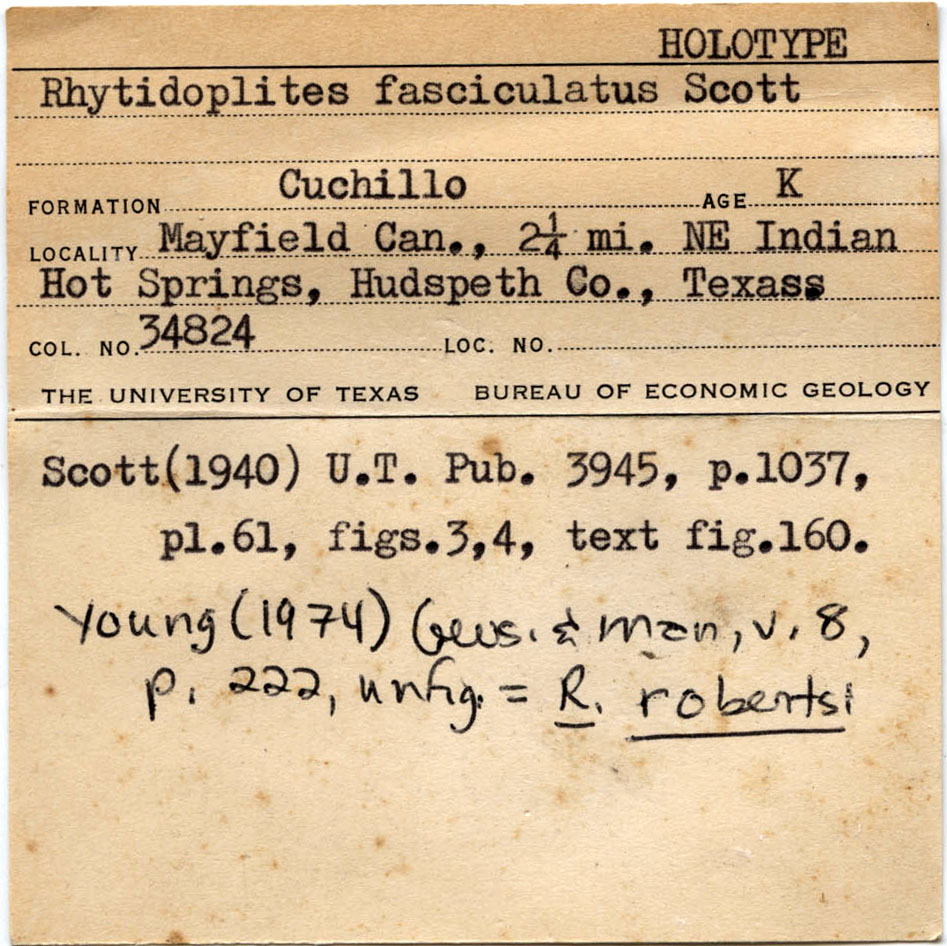 HOLOTYPE
Rhytidoplites fasciculatus Scott
FORMATION Cuchillo AGE K
LOCALITY Mayfield Can., 2¼ mi. NE Indian
Hot Springs, Hudspeth Co., Texass
COL. NO. 34824 LOC. NO.
THE UNIVERSITY OF TEXAS BUREAU OF ECONOMIC GEOLOGY
Scott(1940) U.T. Pub. 3945, p.1037,
pl.61, figs.3,4, text fig.160.
Young (1974) Geos. & Man, v. 8,
p. 222, unfig. = R. robertsi